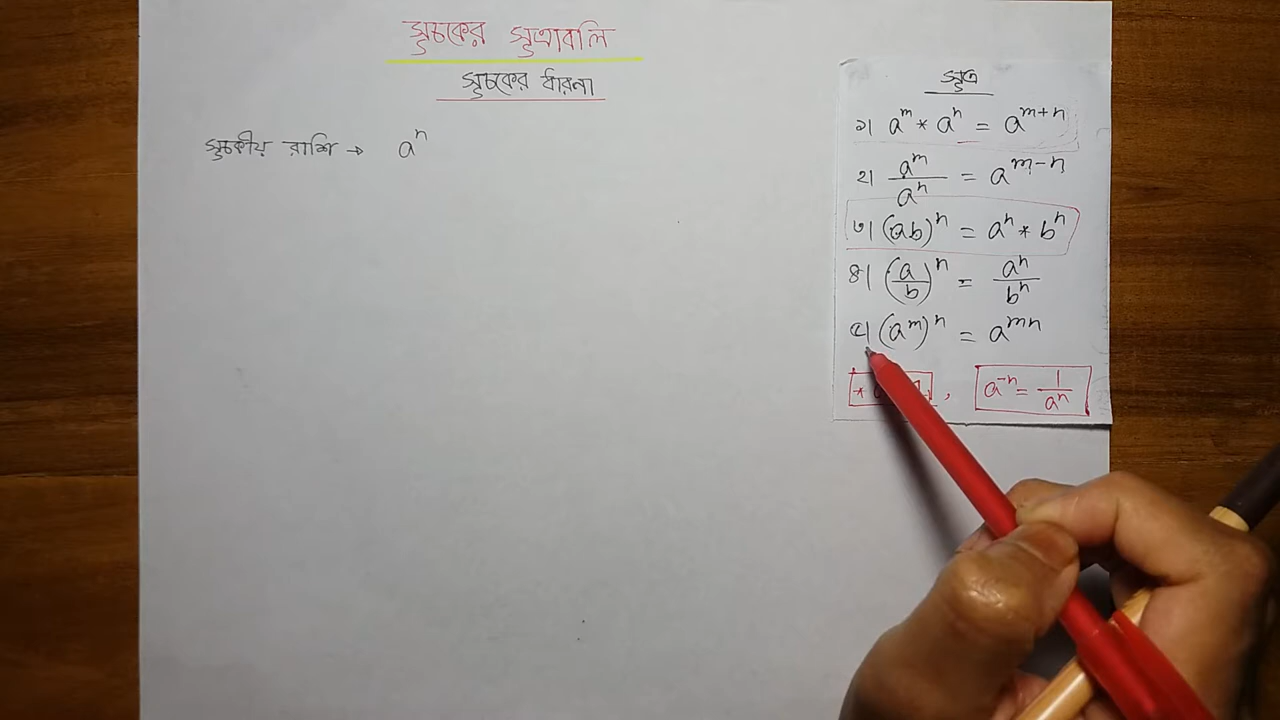 সূচকের সূত্রাবলি
সূচকের ধারনা
সূচকীয় রাশি → aⁿ
সূত্র
১। aᵐ * aⁿ = aᵐ⁺ⁿ
২। aᵐ/aⁿ = aᵐ⁻ⁿ
৩। (ab)ⁿ = aⁿ * bⁿ
৪। (a/b)ⁿ = aⁿ/bⁿ
৫। (aᵐ)ⁿ = aᵐⁿ
* , a⁻ⁿ = 1/aⁿ